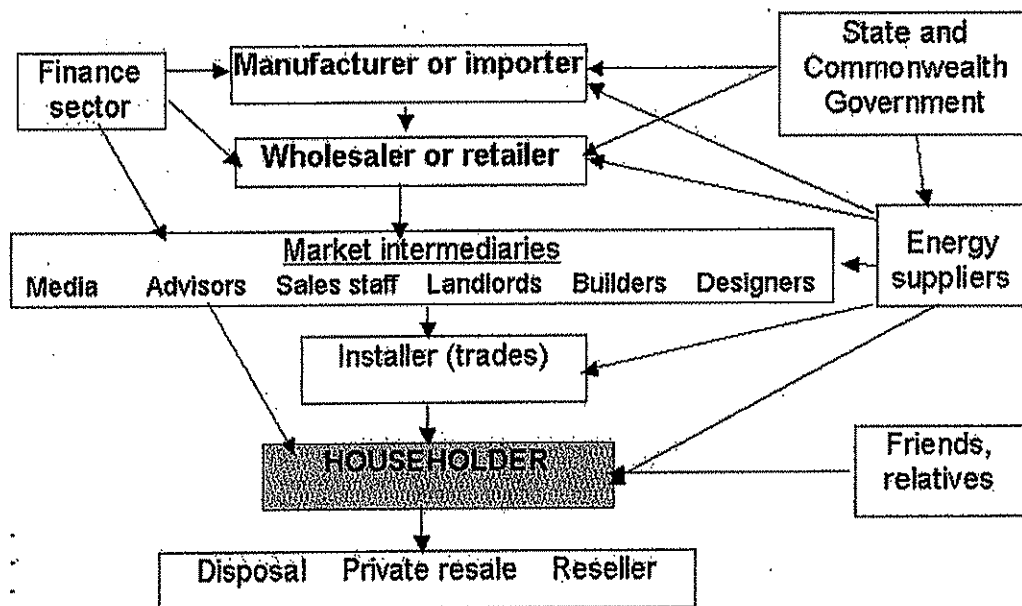 State and
Commonwealth
Government
Finance
sector
Manufacturer or importer
Wholesaler or retailer
Market intermediaries
Media Advisors Sales staff Landlords Builders Designers
Energy
suppliers
Installer (trades)
HOUSEHOLDER
Friends,
relatives
Disposal Private resale Reseller